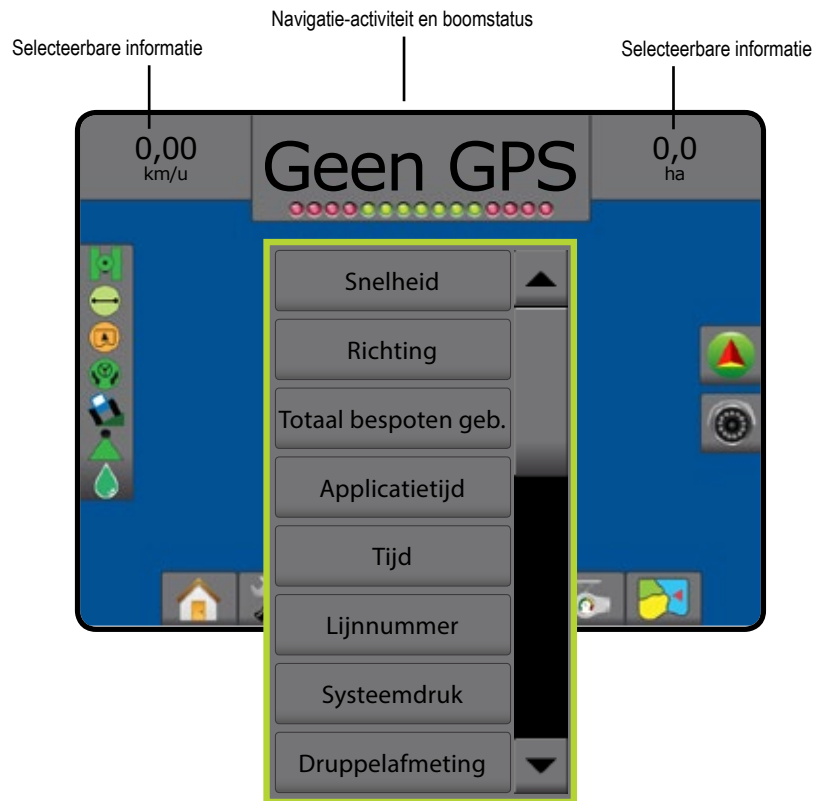 Navigatie-activiteit en boomstatus
Selecteerbare informatie
Selecteerbare informatie
0,00
km/u
Geen GPS
0,0
ha
Snelheid
Richting
Totaal bespoten geb.
Applicatietijd
Tijd
Lijnnummer
Systeemdruk
Druppelafmeting